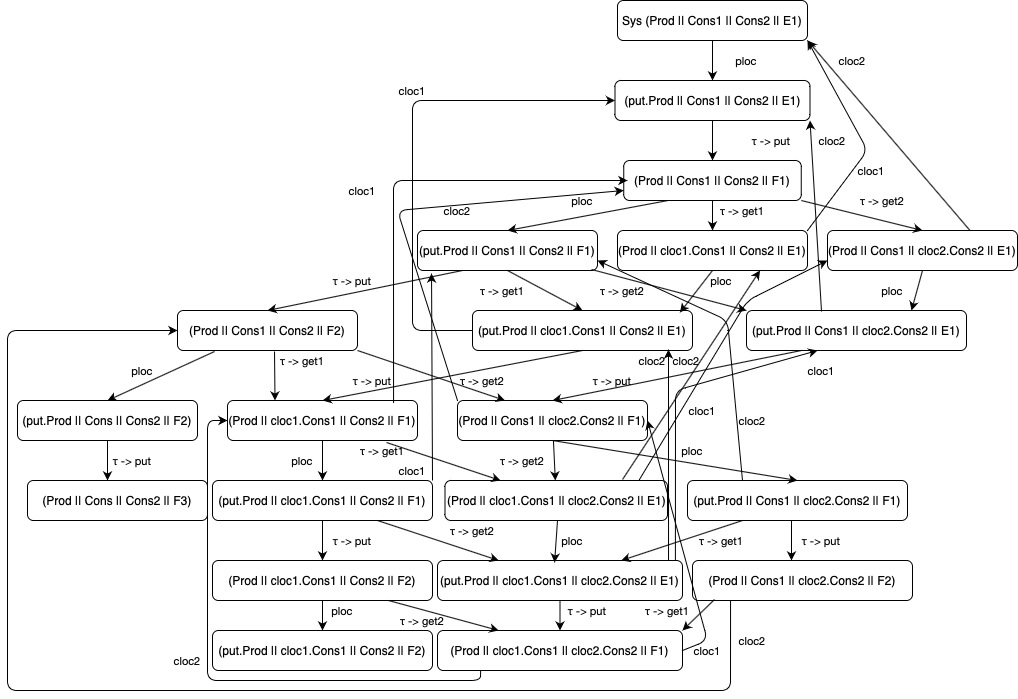 Sys (Prod || Cons1 || Cons2 || E1)
ploc
cloc2
cloc1
(put.Prod || Cons1 || Cons2 || E1)
τ -> put
cloc2
cloc1
cloc1
(Prod || Cons1 || Cons2 || F1)
cloc2
ploc
τ -> get1
τ -> get2
(put.Prod || Cons1 || Cons2 || F1)
(Prod || cloc1.Cons1 || Cons2 || E1)
(Prod || Cons1 || cloc2.Cons2 || E1)
τ -> put
τ -> get1
τ -> get2
ploc
ploc
(Prod || Cons1 || Cons2 || F2)
(put.Prod || cloc1.Cons1 || Cons2 || E1)
(put.Prod || Cons1 || cloc2.Cons2 || E1)
ploc
τ -> get1
τ -> put
τ -> get2
τ -> put
cloc2
cloc2
cloc1
(put.Prod || Cons || Cons2 || F2)
(Prod || cloc1.Cons1 || Cons2 || F1)
(Prod || Cons1 || cloc2.Cons2 || F1)
cloc1
cloc2
τ -> put
ploc
τ -> get1
cloc1
τ -> get2
ploc
(Prod || Cons || Cons2 || F3)
(put.Prod || cloc1.Cons1 || Cons2 || F1)
(Prod || cloc1.Cons1 || cloc2.Cons2 || E1)
(put.Prod || Cons1 || cloc2.Cons2 || F1)
τ -> put
τ -> get2
ploc
τ -> get1
τ -> put
(Prod || cloc1.Cons1 || Cons2 || F2)
(put.Prod || cloc1.Cons1 || cloc2.Cons2 || E1)
(Prod || Cons1 || cloc2.Cons2 || F2)
ploc
τ -> get2
τ -> put
τ -> get1
(put.Prod || cloc1.Cons1 || Cons2 || F2)
(Prod || cloc1.Cons1 || cloc2.Cons2 || F1)
cloc1
cloc2
cloc2